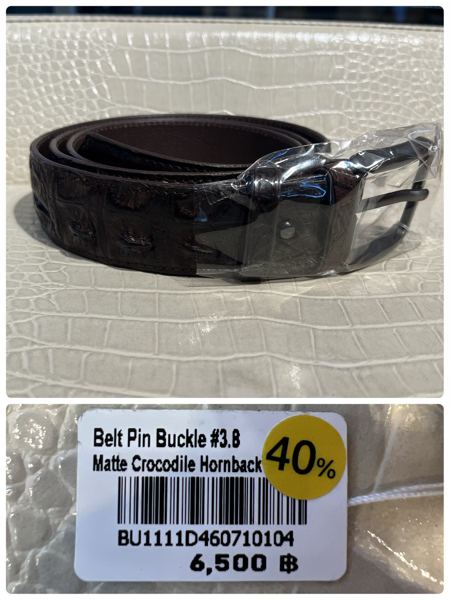 Belt Pin Buckle #3.8
Matte Crocodile Hornback
40%
BU1111D460710104
6,500 ฿